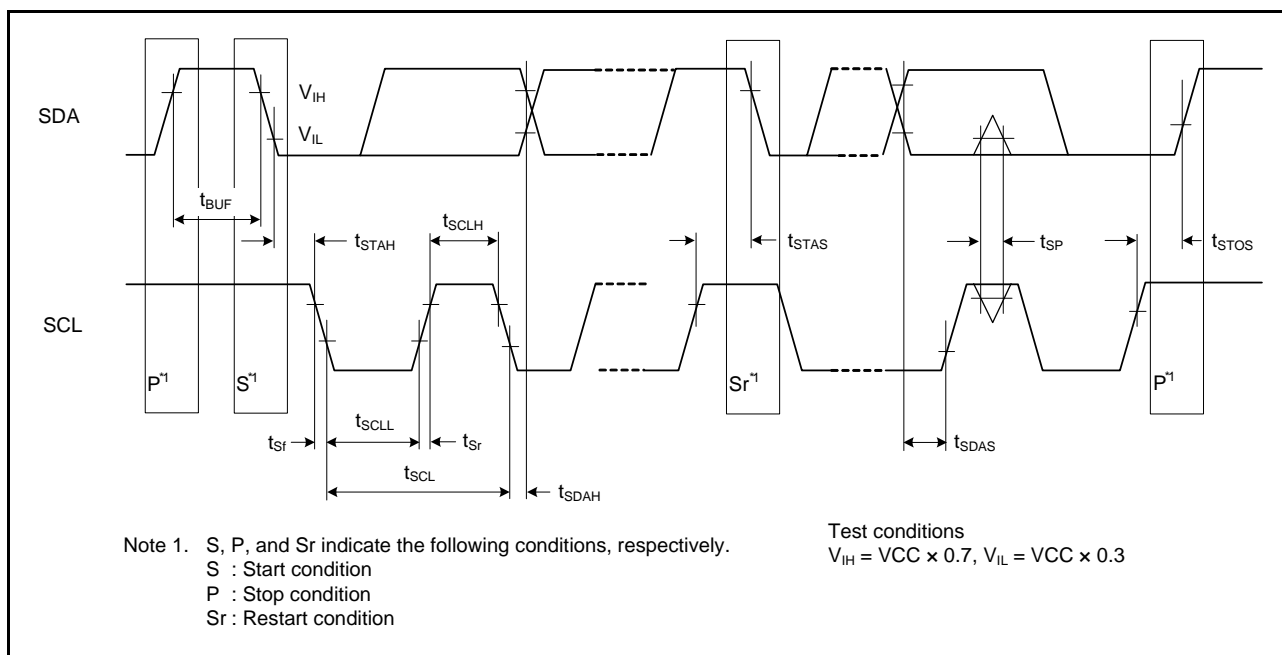 SDA
V_IH
V_IL
t_BUF
t_STAH
t_SCLH
t_STAS
t_SP
t_STOS
SCL
P*1
S*1
Sr*1
P*1
t_Sf
t_SCLL
t_Sr
t_SDAS
t_SCL
t_SDAH
Note 1. S, P, and Sr indicate the following conditions, respectively.
S : Start condition
P : Stop condition
Sr : Restart condition
Test conditions
V_IH = VCC × 0.7, V_IL = VCC × 0.3